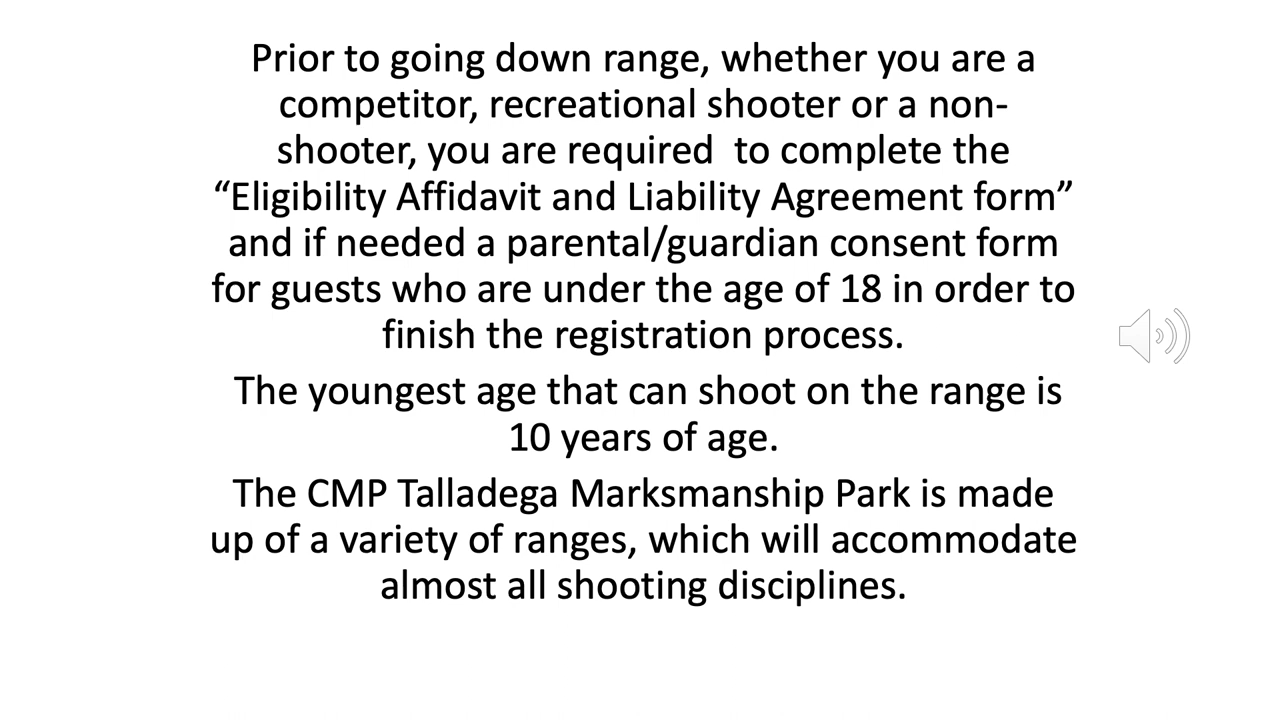 Prior to going down range, whether you are a
competitor, recreational shooter or a non-
shooter, you are required  to complete the
“Eligibility Affidavit and Liability Agreement form”
and if needed a parental/guardian consent form
for guests who are under the age of 18 in order to
finish the registration process.
The youngest age that can shoot on the range is
10 years of age.
The CMP Talladega Marksmanship Park is made
up of a variety of ranges, which will accommodate
almost all shooting disciplines.